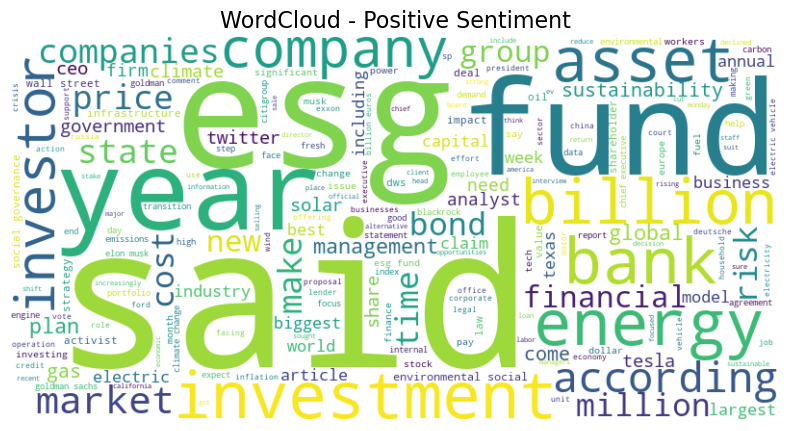 WordCloud - Positive Sentiment
companies
company
group
asset
annual
esg
fund
year
said
investor
price
ceo
firm
climate
wall street
goldman
comment
significant
citigroup
musk
exxon
power
deal
sp
strong
demand
president
include
oil
ev
reduce
environmental
workers
declined
carbon
making
monday
green
sustainability
government
infrastructure
twitter
including
impact
capital
say
sector
china
return
data
shareholder
court
fuel
help
staff
suit
electric vehicle
crisis
support
action
russia
state
step
face
fresh
director
chief
executive
billion euros
change
issue
dws
client
head
employee
effort
week
think
america
europe
chief executive
interview
rising
business
billion
stake
use
information
place
official
solar
need
analyst
best
businesses
good
alternative
statement
blackrock
bond
management
claim
global
value
texas
report
deutsche
decision
household
sure
electricity
bank
risk
tech
transition
major
end
day
emissions
elon musk
high
cost
new
offering
selling
wind
make
share
time
financial
model
agreement
social governance
strategy
shift
increasingly
portfolio
industry
esg fund
index
proposal
lender
focus
finance
opportunities
office
corporate
legal
law
biggest
world
plan
engine
vote
role
ford
month
climate change
economic
facing
sought
activist
operation
investing
gas
electric
credit
recent
goldman sachs
california
expect
inflation
article
internal
stock
pay
environmental social
energy
loan
labor
focused
vehicle
economy
job
come
dollar
tesla
according
sustainable
unit
market
investment
million
largest